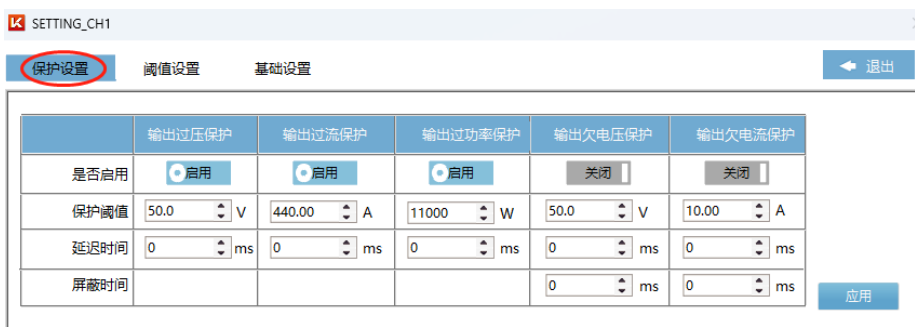 SETTING_CH1
保护设置 阈值设置 基础设置 退出
输出过压保护 输出过流保护 输出过功率保护 输出欠电压保护 输出欠电流保护
是否启用 启用 启用 启用 关闭 关闭
保护阈值 50.0 V 440.00 A 11000 W 50.0 V 10.00 A
延迟时间 0 ms 0 ms 0 ms 0 ms 0 ms
屏蔽时间 0 ms 0 ms
应用